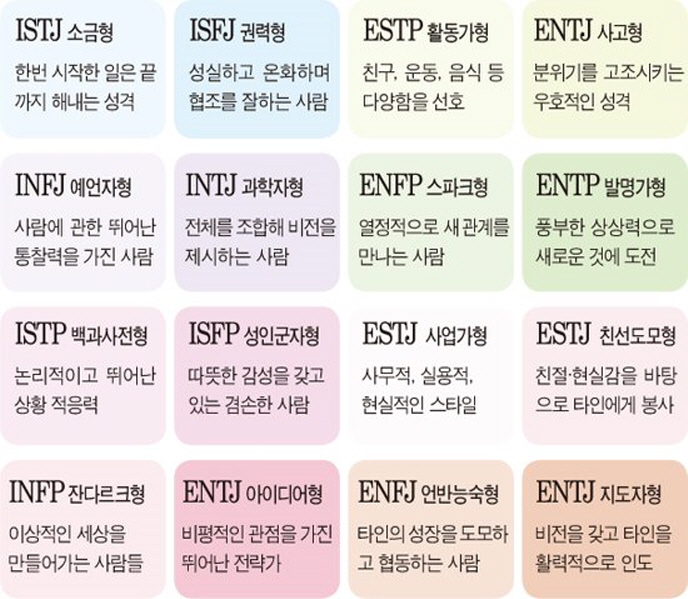 ISTJ 소금형
한번 시작한 일은 끝
까지 해내는 성격
ISFJ 권력형
성실하고 온화하며
협조를 잘하는 사람
ESTP 활동가형
친구, 운동, 음식 등
다양함을 선호
ENTJ 사고형
분위기를 고조시키는
우호적인 성격
INFJ 예언자형
사람에 관한 뛰어난
통찰력을 가진 사람
INTJ 과학자형
전체를 조합해 비전을
제시하는 사람
ENFP 스파크형
열정적으로 새 관계를
만나는 사람
ENTP 발명가형
풍부한 상상력으로
새로운 것에 도전
ISTP 백과사전형
논리적이고 뛰어난
상황 적응력
ISFP 성인군자형
따뜻한 감성을 갖고
있는 겸손한 사람
ESTJ 사업가형
사무적, 실용적,
현실적인 스타일
ESTJ 친선도모형
친절·현실감을 바탕
으로 타인에게 봉사
INFP 잔다르크형
이상적인 세상을
만들어가는 사람들
ENTJ 아이디어형
비평적인 관점을 가진
뛰어난 전략가
ENFJ 언반능숙형
타인의 성장을 도모하
고 협동하는 사람
ENTJ 지도자형
비전을 갖고 타인을
활력적으로 인도